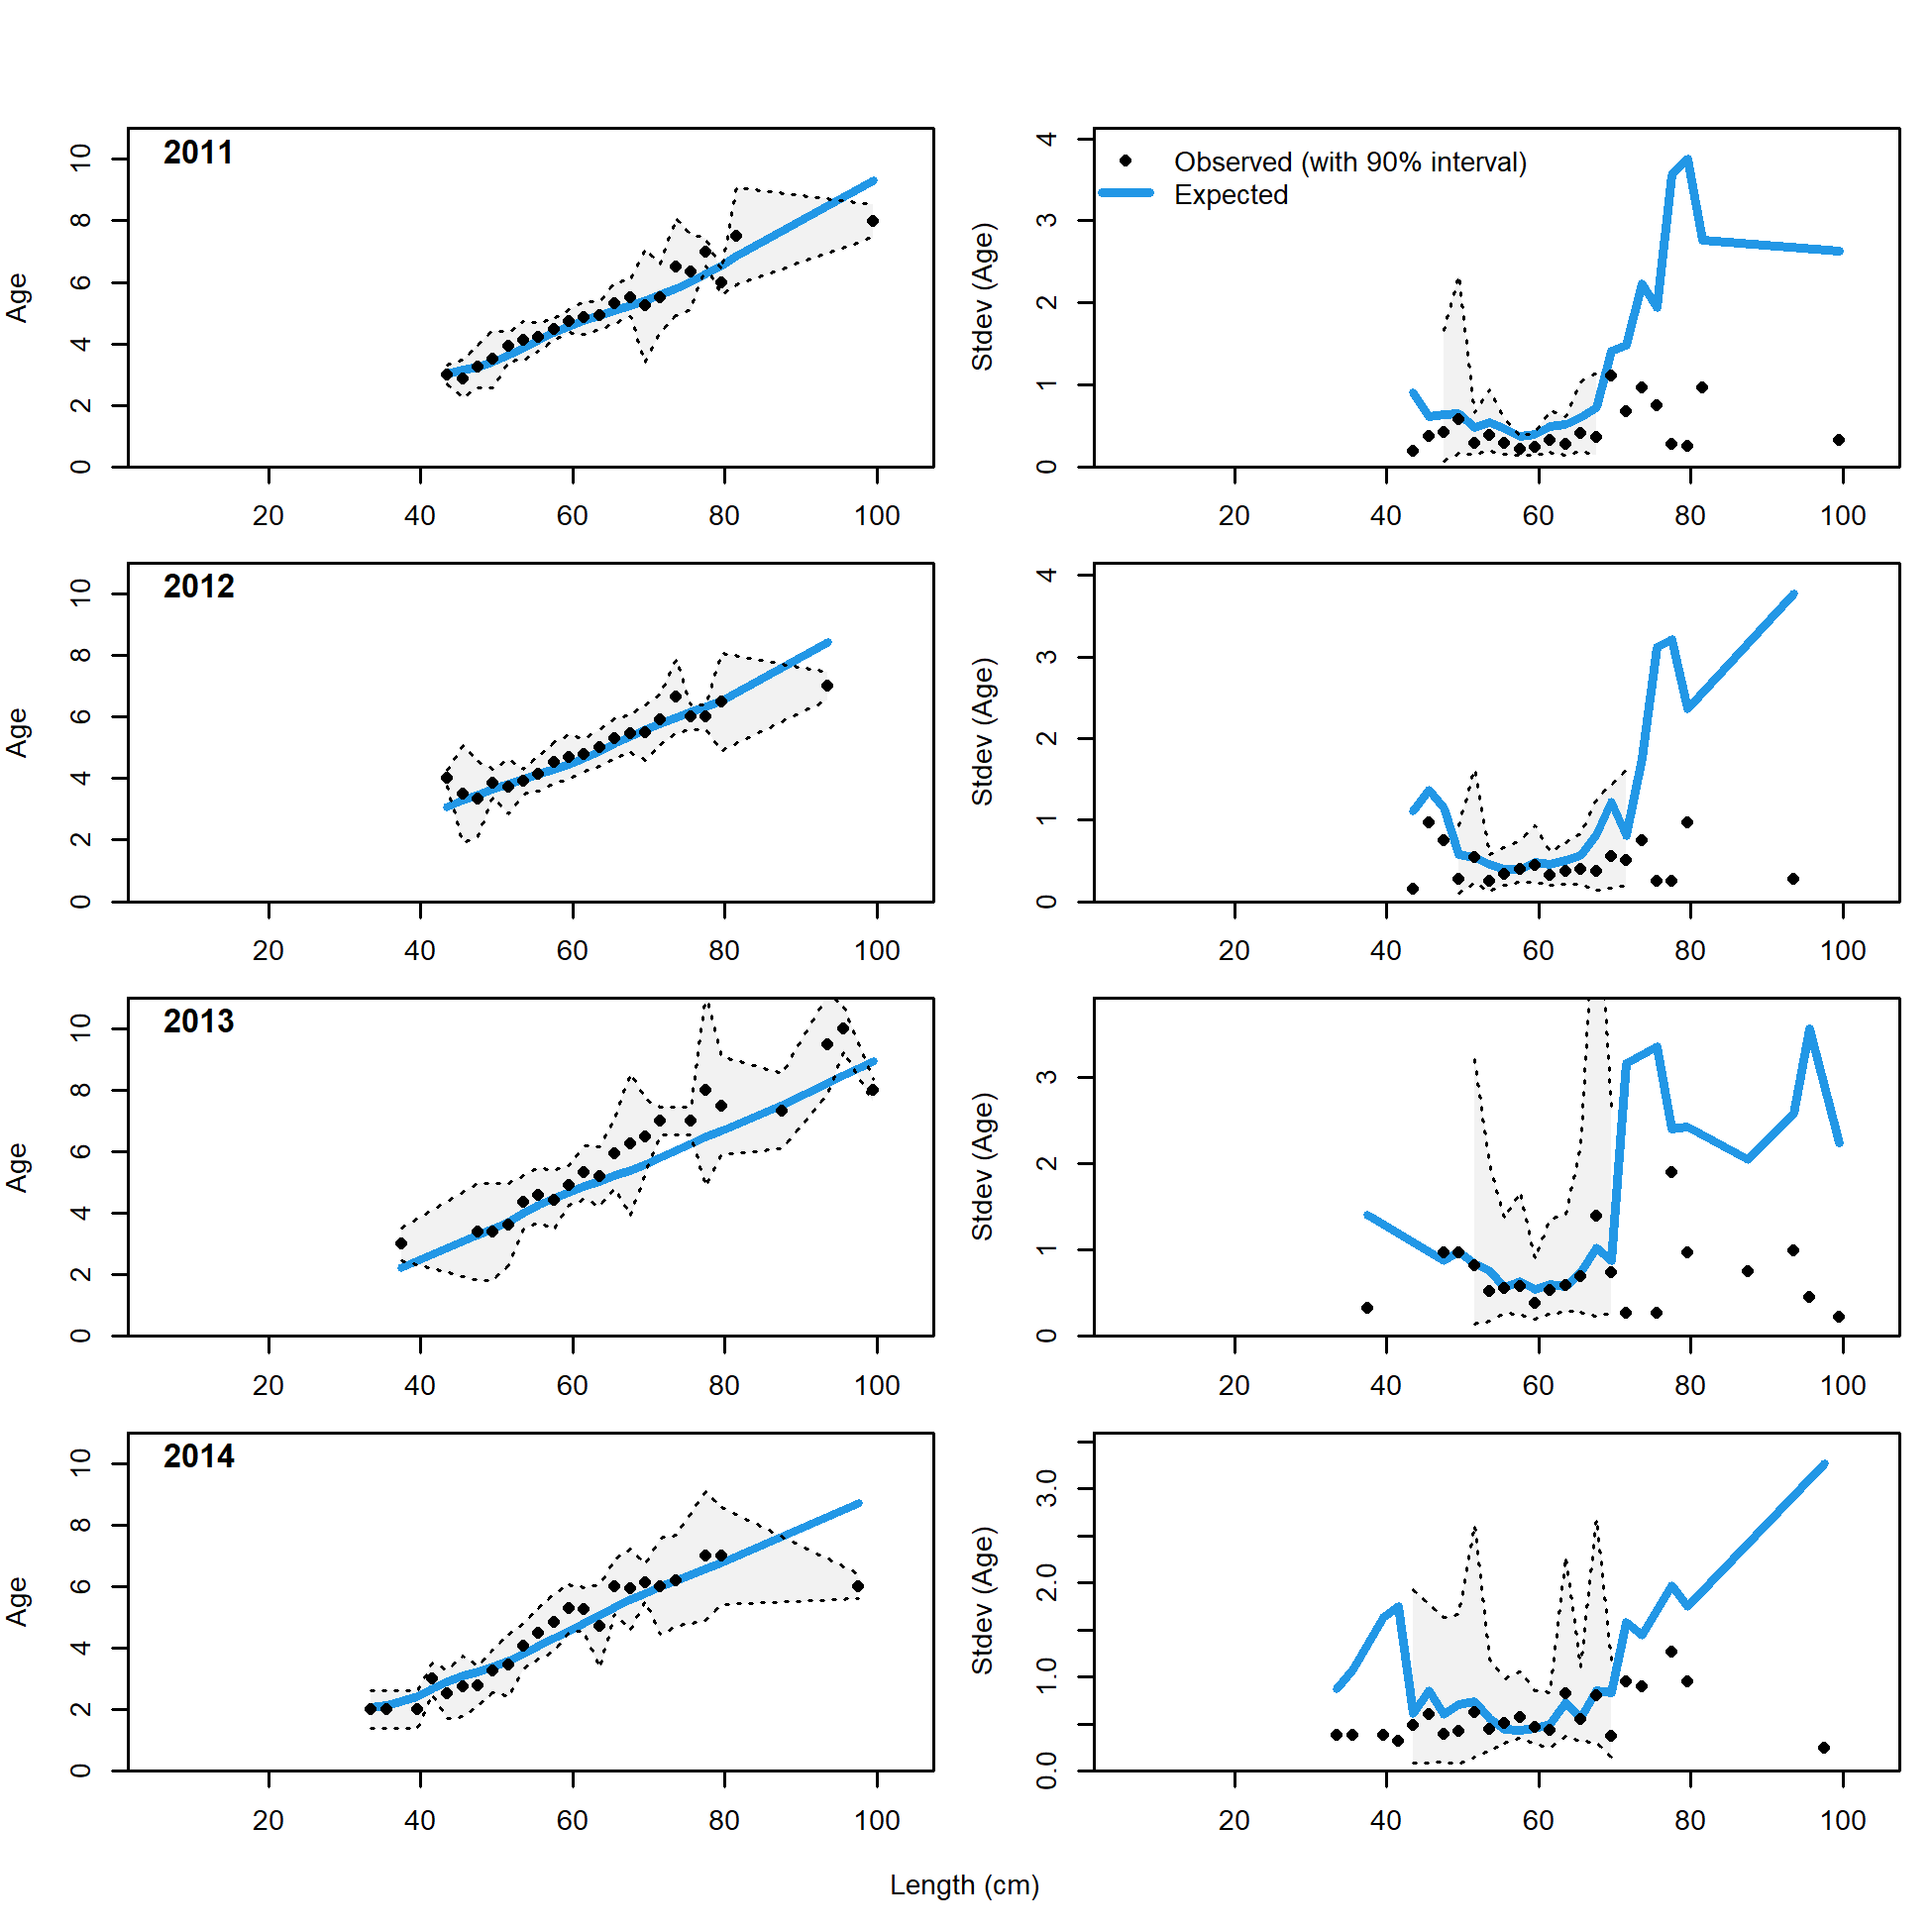 2011
Age
0 2 4 6 8 10
20 40 60 80 100
Observed (with 90% interval)
Expected
Stdev (Age)
0 1 2 3 4
20 40 60 80 100
2012
Age
0 2 4 6 8 10
20 40 60 80 100
Stdev (Age)
0 1 2 3 4
20 40 60 80 100
2013
Age
0 2 4 6 8 10
20 40 60 80 100
Stdev (Age)
0 1 2 3
20 40 60 80 100
2014
Age
0 2 4 6 8 10
20 40 60 80 100
Stdev (Age)
0.0 1.0 2.0 3.0
20 40 60 80 100
Length (cm)